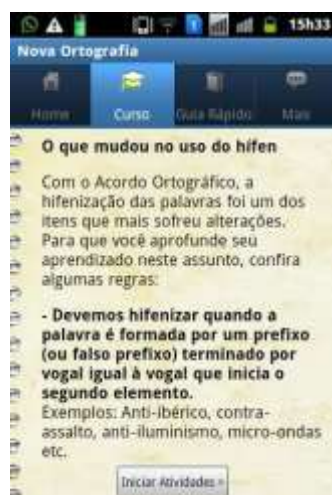 15h33
Nova Ortografia
Home Curso Guia Rápido Mais
O que mudou no uso do hífen
Com o Acordo Ortográfico, a
hifenização das palavras foi um dos
itens que mais sofreu alterações.
Para que você aprofunde seu
aprendizado neste assunto, confira
algumas regras:
- Devemos hifenizar quando a
palavra é formada por um prefixo
(ou falso prefixo) terminado por
vogal igual à vogal que inicia o
segundo elemento.
Exemplos: Anti-ibérico, contra-
assalto, anti-iluminismo, micro-ondas
etc.
Iniciar Atividades »